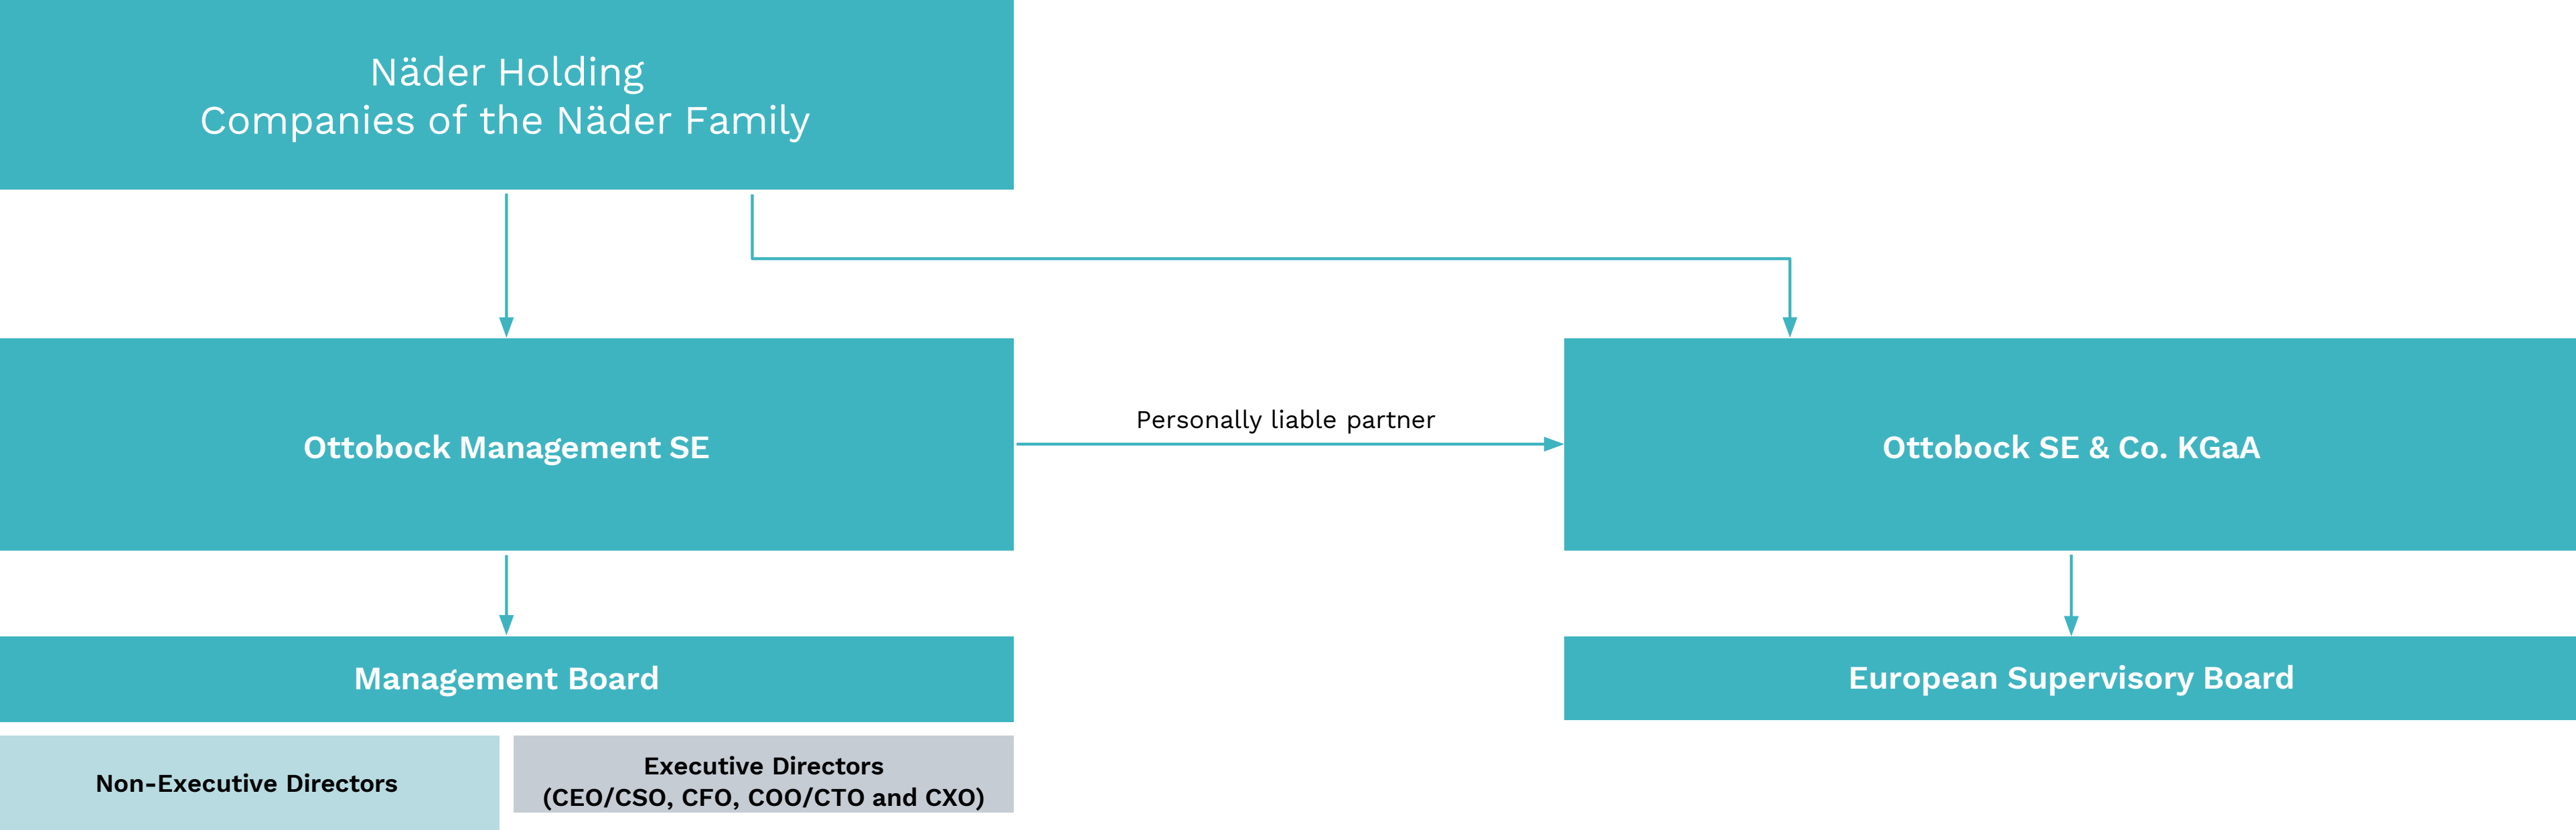 Näder Holding
Companies of the Näder Family
Ottobock Management SE
Personally liable partner
Ottobock SE & Co. KGaA
Management Board
European Supervisory Board
Non-Executive Directors
Executive Directors
(CEO/CSO, CFO, COO/CTO and CXO)